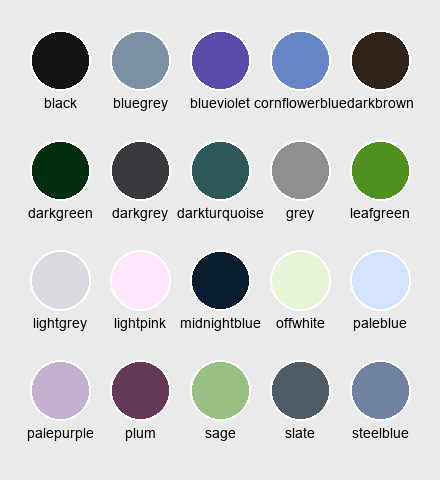 black bluegrey blueviolet cornflowerblue darkbrown
darkgreen darkgrey darkturquoise grey leafgreen
lightgrey lightpink midnightblue offwhite paleblue
palepurple plum sage slate steelblue